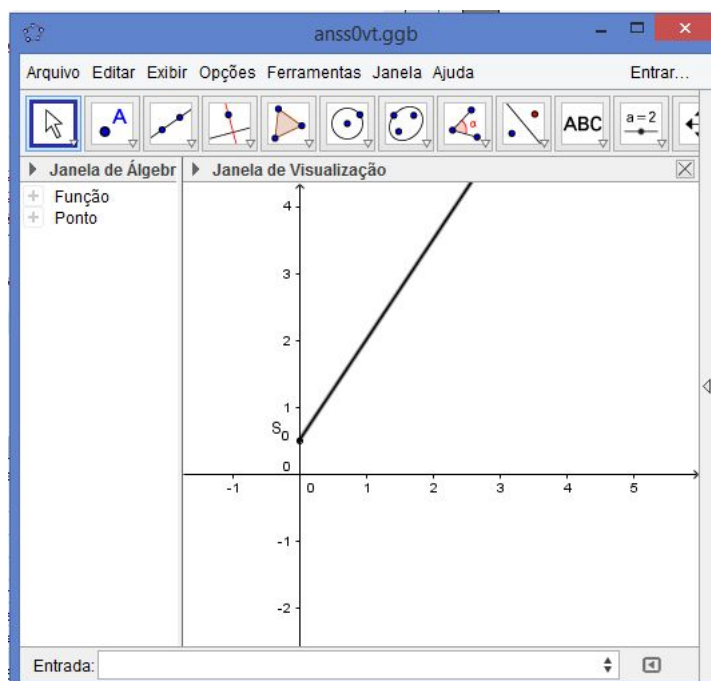 anss0vt.ggb
Arquivo Editar Exibir Opções Ferramentas Janela Ajuda Entrar...
A α ABC a = 2
Janela de Álgebr
Janela de Visualização
Função
Ponto
4
3
2
1
S0
0
-1 0 1 2 3 4 5
-1
-2
Entrada: